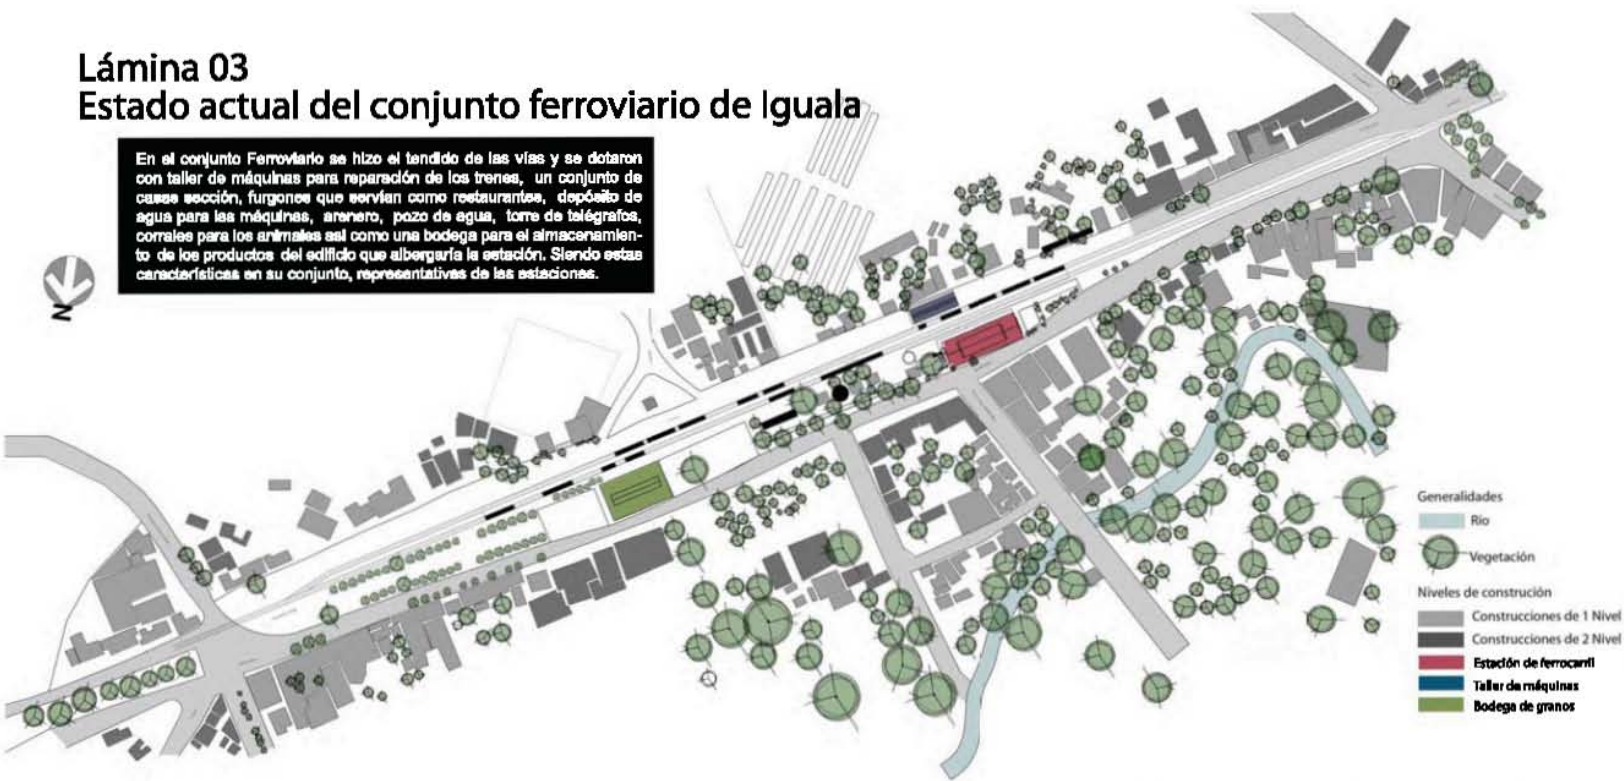 Lámina 03
Estado actual del conjunto ferroviario de Iguala
En el conjunto Ferroviario se hizo el tendido de las vías y se dotaron
con taller de máquinas para reparación de los trenes, un conjunto de
casas sección, furgones que servían como restaurantes, depósito de
agua para las máquinas, arenero, pozo de agua, torre de telégrafos,
corrales para los animales así como una bodega para el almacenamien-
to de los productos del edificio que albergaría la estación. Siendo estas
características en su conjunto, representativas de las estaciones.
N
Generalidades
Río
Vegetación
Niveles de construción
Construcciones de 1 Nivel
Construcciones de 2 Nivel
Estación de ferrocarril
Taller de máquinas
Bodega de granos